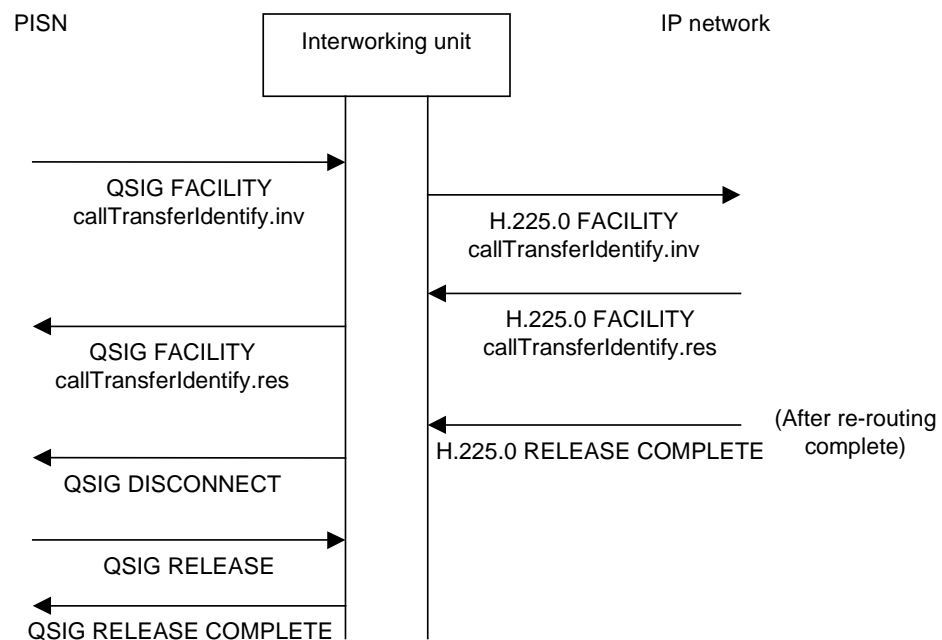 PISN
Interworking unit
IP network
QSIG FACILITY
callTransferIdentify.inv
H.225.0 FACILITY
callTransferIdentify.inv
H.225.0 FACILITY
callTransferIdentify.res
QSIG FACILITY
callTransferIdentify.res
(After re-routing
complete)
H.225.0 RELEASE COMPLETE
QSIG DISCONNECT
QSIG RELEASE
QSIG RELEASE COMPLETE